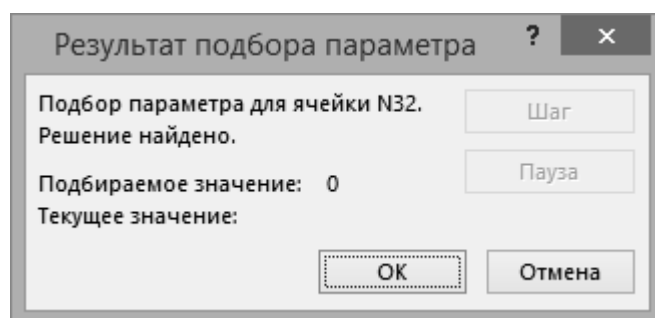 Результат подбора параметра ? ×
Подбор параметра для ячейки N32.
Решение найдено.
Шаг
Подбираемое значение: 0
Пауза
Текущее значение:
ОК Отмена